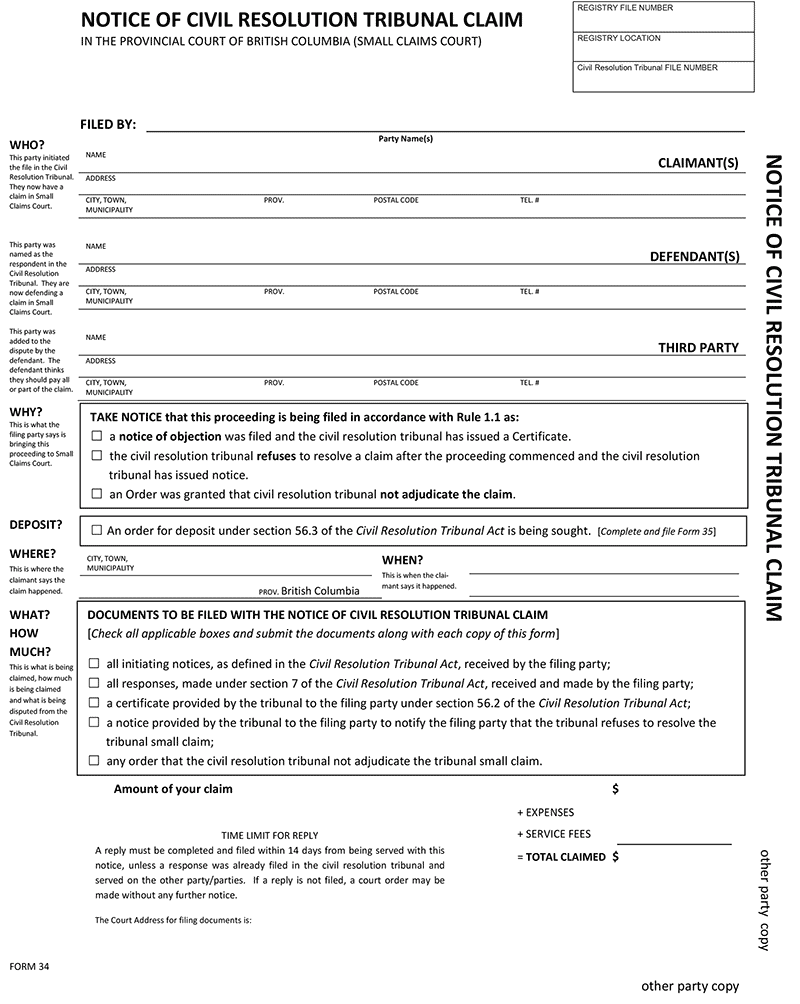 NOTICE OF CIVIL RESOLUTION TRIBUNAL CLAIM
IN THE PROVINCIAL COURT OF BRITISH COLUMBIA (SMALL CLAIMS COURT)
REGISTRY FILE NUMBER
REGISTRY LOCATION
Civil Resolution Tribunal FILE NUMBER
FILED BY:
Party Name(s)
WHO?
This party initiated
the file in the Civil
Resolution Tribunal.
They now have a
claim in Small
Claims Court.
NAME
CLAIMANT(S)
ADDRESS
CITY, TOWN, PROV. POSTAL CODE TEL. #
MUNICIPALITY
This party was
named as the
respondent in the
Civil Resolution
Tribunal. They are
now defending a
claim in Small
Claims Court.
NAME
DEFENDANT(S)
ADDRESS
CITY, TOWN, PROV. POSTAL CODE TEL. #
MUNICIPALITY
This party was
added to the
dispute by the
defendant. The
defendant thinks
they should pay all
or part of the claim.
NAME
THIRD PARTY
ADDRESS
CITY, TOWN, PROV. POSTAL CODE TEL. #
MUNICIPALITY
WHY?
This is what the
filing party says is
bringing this
proceeding to Small
Claims Court.
TAKE NOTICE that this proceeding is being filed in accordance with Rule 1.1 as:
☐ a notice of objection was filed and the civil resolution tribunal has issued a Certificate.
☐ the civil resolution tribunal refuses to resolve a claim after the proceeding commenced and the civil resolution
tribunal has issued notice.
☐ an Order was granted that civil resolution tribunal not adjudicate the claim.
DEPOSIT?
☐ An order for deposit under section 56.3 of the Civil Resolution Tribunal Act is being sought. [Complete and file Form 35]
WHERE?
This is where the
claimant says the
claim happened.
CITY, TOWN,
MUNICIPALITY
PROV. British Columbia
WHEN?
This is when the clai-
mant says it happened.
WHAT?
HOW
MUCH?
This is what is being
claimed, how much
is being claimed
and what is being
disputed from the
Civil Resolution
Tribunal.
DOCUMENTS TO BE FILED WITH THE NOTICE OF CIVIL RESOLUTION TRIBUNAL CLAIM
[Check all applicable boxes and submit the documents along with each copy of this form]
☐ all initiating notices, as defined in the Civil Resolution Tribunal Act, received by the filing party;
☐ all responses, made under section 7 of the Civil Resolution Tribunal Act, received and made by the filing party;
☐ a certificate provided by the tribunal to the filing party under section 56.2 of the Civil Resolution Tribunal Act;
☐ a notice provided by the tribunal to the filing party to notify the filing party that the tribunal refuses to resolve the
tribunal small claim;
☐ any order that the civil resolution tribunal not adjudicate the tribunal small claim.
Amount of your claim $
+ EXPENSES
+ SERVICE FEES
= TOTAL CLAIMED $
TIME LIMIT FOR REPLY
A reply must be completed and filed within 14 days from being served with this
notice, unless a response was already filed in the civil resolution tribunal and
served on the other party/parties. If a reply is not filed, a court order may be
made without any further notice.
The Court Address for filing documents is:
FORM 34
other party copy
NOTICE OF CIVIL RESOLUTION TRIBUNAL CLAIM
other party copy